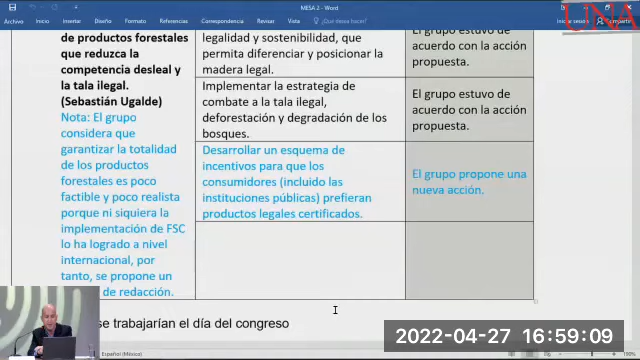 MESA 2 - Word
Archivo Inicio Insertar Diseño Formato Referencias Correspondencia Revisar Vista ¿Qué desea hacer?
Compartir
UNA
de productos forestales
que reduzca la
competencia desleal y
la tala ilegal.
(Sebastián Ugalde)
Nota: El grupo
considera que
garantizar la totalidad
de los productos
forestales es poco
factible y poco realista
porque ni siquiera la
implementación de FSC
lo ha logrado a nivel
internacional, por
tanto, se propone un
de redacción.
legalidad y sostenibilidad, que
permita diferenciar y posicionar la
madera legal.
El grupo estuvo de
acuerdo con la acción
propuesta.
Implementar la estrategia de
combate a la tala ilegal,
deforestación y degradación de los
bosques.
El grupo estuvo de
acuerdo con la acción
propuesta.
Desarrollar un esquema de
incentivos para que los
consumidores (incluido las
instituciones públicas) prefieran
productos legales certificados.
El grupo propone una
nueva acción.
se trabajarían el día del congreso
2022-04-27 16:59:09
Español (México)